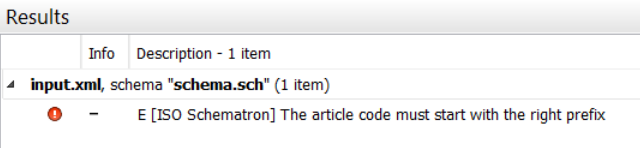 Results
Info Description - 1 item
input.xml, schema "schema.sch" (1 item)
– E [ISO Schematron] The article code must start with the right prefix